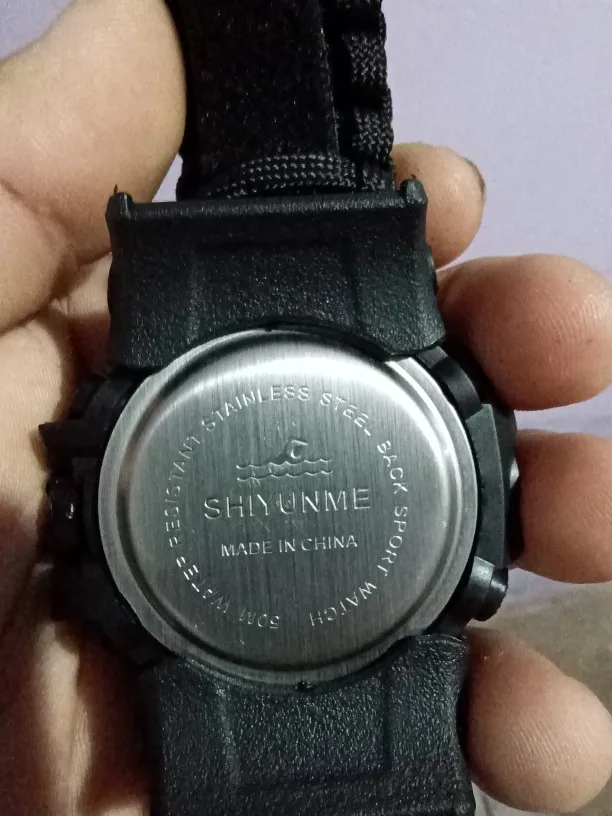 50M WATER RESISTANT STAINLESS STEEL BACK SPORT WATCH
SHIYUNME
MADE IN CHINA